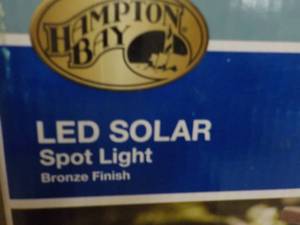 HAMPTON
BAY
LED SOLAR
Spot Light
Bronze Finish